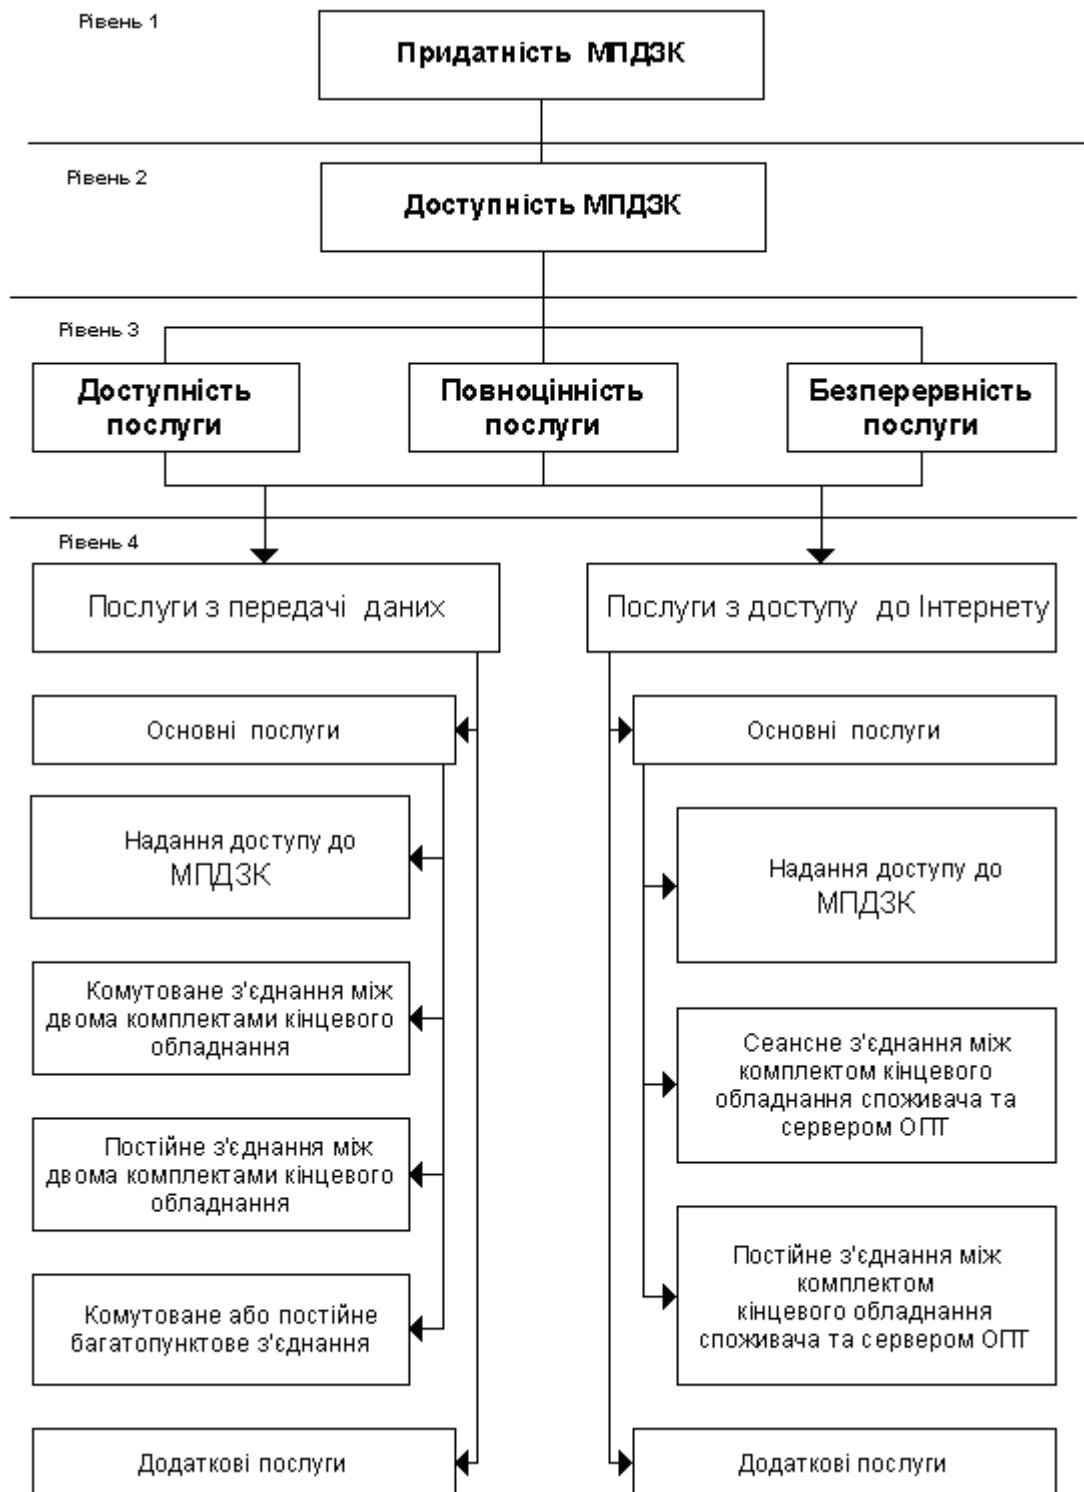 Рівень 1
Придатність МПДЗК
Рівень 2
Доступність МПДЗК
Рівень 3
Доступність
послуги
Повноцінність
послуги
Безперервність
послуги
Рівень 4
Послуги з передачі даних
Послуги з доступу до Інтернету
Основні послуги
Основні послуги
Надання доступу до
МПДЗК
Надання доступу до
МПДЗК
Комутоване з'єднання між
двома комплектами кінцевого
обладнання
Сеансне з'єднання між
комплектом кінцевого
обладнання споживача та
сервером ОПТ
Постійне з'єднання між
двома комплектами кінцевого
обладнання
Постійне з'єднання між
комплектом
кінцевого обладнання
споживача та сервером ОПТ
Комутоване або постійне
багатопунктове з'єднання
Додаткові послуги
Додаткові послуги